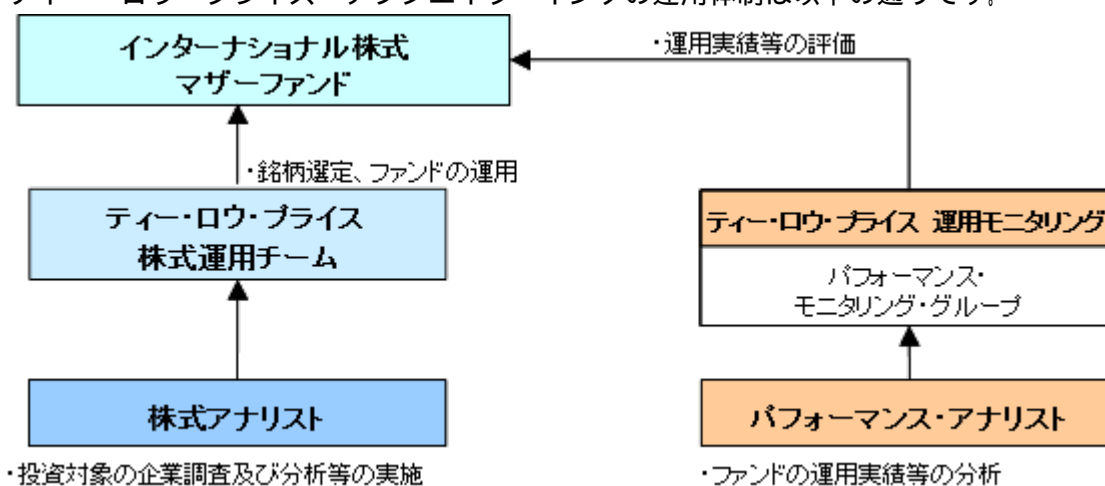 インターナショナル株式
マザーファンド
・運用実績等の評価
・銘柄選定、ファンドの運用
ティー・ロウ・プライス
株式運用チーム
ティー・ロウ・プライス 運用モニタリング
パフォーマンス・
モニタリング・グループ
株式アナリスト
パフォーマンス・アナリスト
・投資対象の企業調査及び分析等の実施
・ファンドの運用実績等の分析